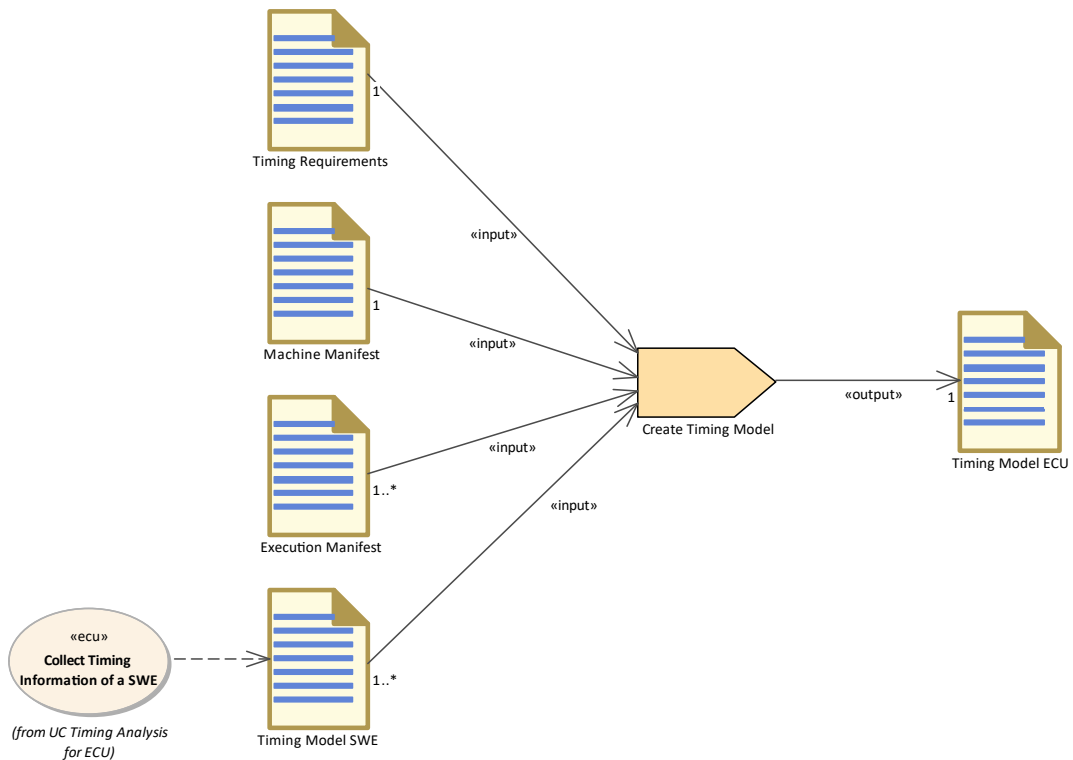 1
Timing Requirements
«input»
1
Machine Manifest
«input»
Create Timing Model
«output»
1
Timing Model ECU
«input»
1..*
Execution Manifest
«input»
«ecu»
Collect Timing
Information of a SWE
(from UC Timing Analysis
for ECU)
1..*
Timing Model SWE